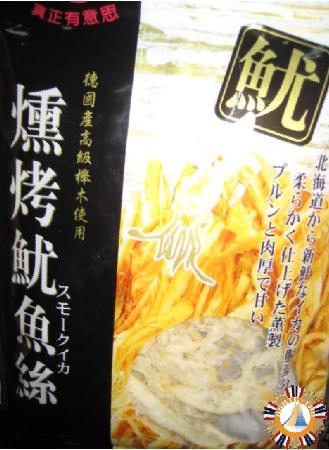 真正有意思
魷
德國產高級櫸木使用
燻烤魷魚絲
スモークイカ
北海道から新鮮なイカの
柔らかく仕上げた薫製
プルンと肉厚で甘い